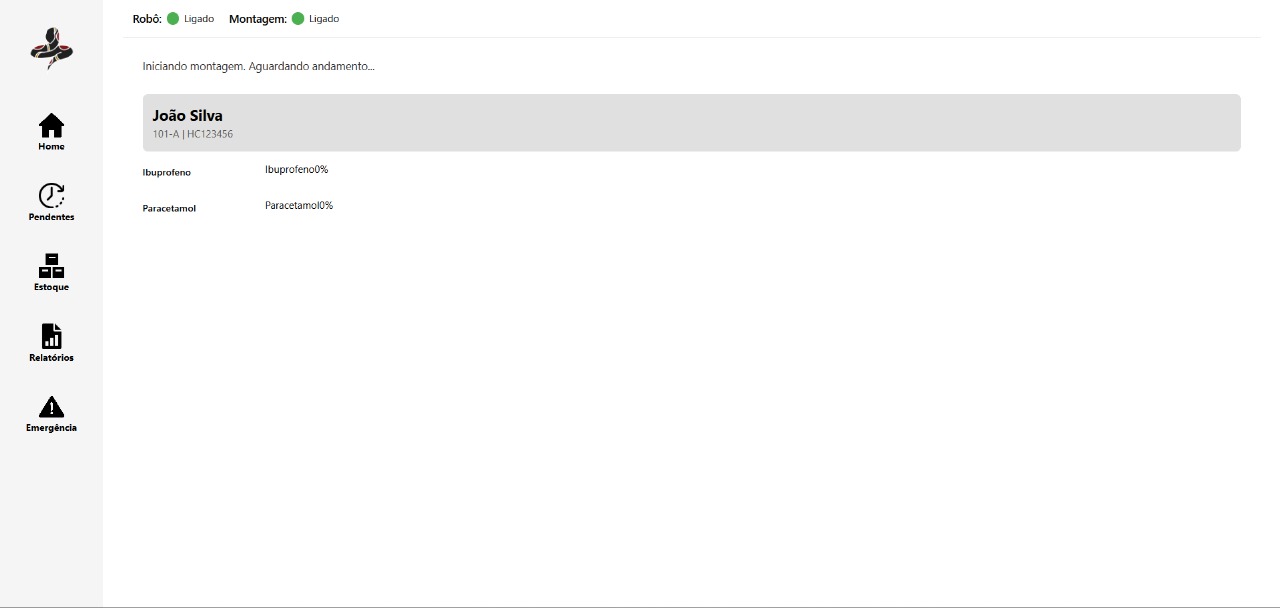 Robô: Ligado Montagem: Ligado
Iniciando montagem. Aguardando andamento...
João Silva
101-A | HC123456
Ibuprofeno Ibuprofeno0%
Paracetamol Paracetamol0%
Home
Pendentes
Estoque
Relatórios
Emergência